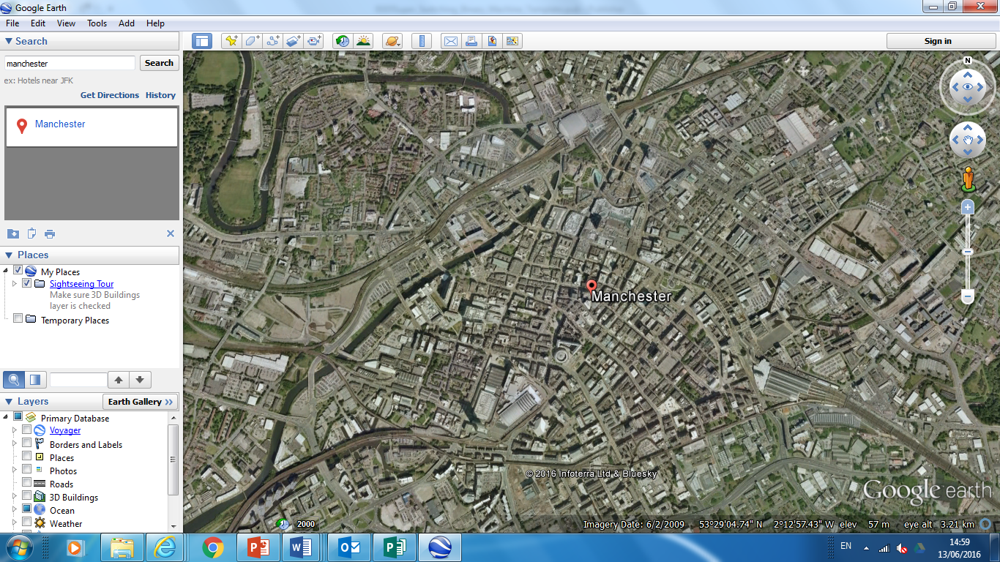 Google Earth
File Edit View Tools Add Help
Search
Sign in
manchester
Search
ex: Hotels near JFK
Get Directions History
Manchester
N
Places
My Places
Sightseeing Tour
Make sure 3D Buildings
layer is checked
Temporary Places
Manchester
Layers
Earth Gallery »
Primary Database
Voyager
Borders and Labels
Places
Photos
Roads
3D Buildings
Ocean
Weather
© 2016 Infoterra Ltd & Bluesky
Google earth
2000
Imagery Date: 6/2/2009 53°29'04.74" N 2°12'57.43" W elev 57 m eye alt 3.21 km
EN
14:59
13/06/2016